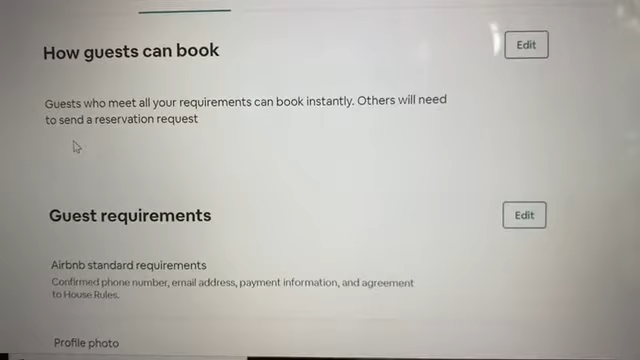 How guests can book
Edit
Guests who meet all your requirements can book instantly. Others will need
to send a reservation request
Guest requirements
Edit
Airbnb standard requirements
Confirmed phone number, email address, payment information, and agreement
to House Rules.
Profile photo